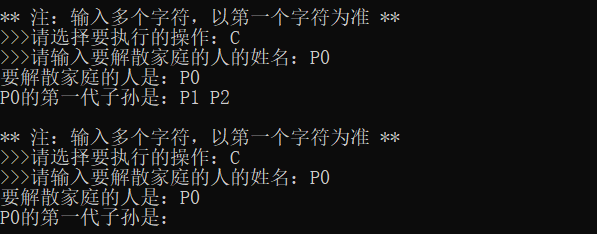 ** 注: 输入多个字符，以第一个字符为准 **
>>>请选择要执行的操作: C
>>>请输入要解散家庭的人的姓名: P0
要解散家庭的人是: P0
P0的第一代子孙是: P1 P2
** 注: 输入多个字符，以第一个字符为准 **
>>>请选择要执行的操作: C
>>>请输入要解散家庭的人的姓名: P0
要解散家庭的人是: P0
P0的第一代子孙是: